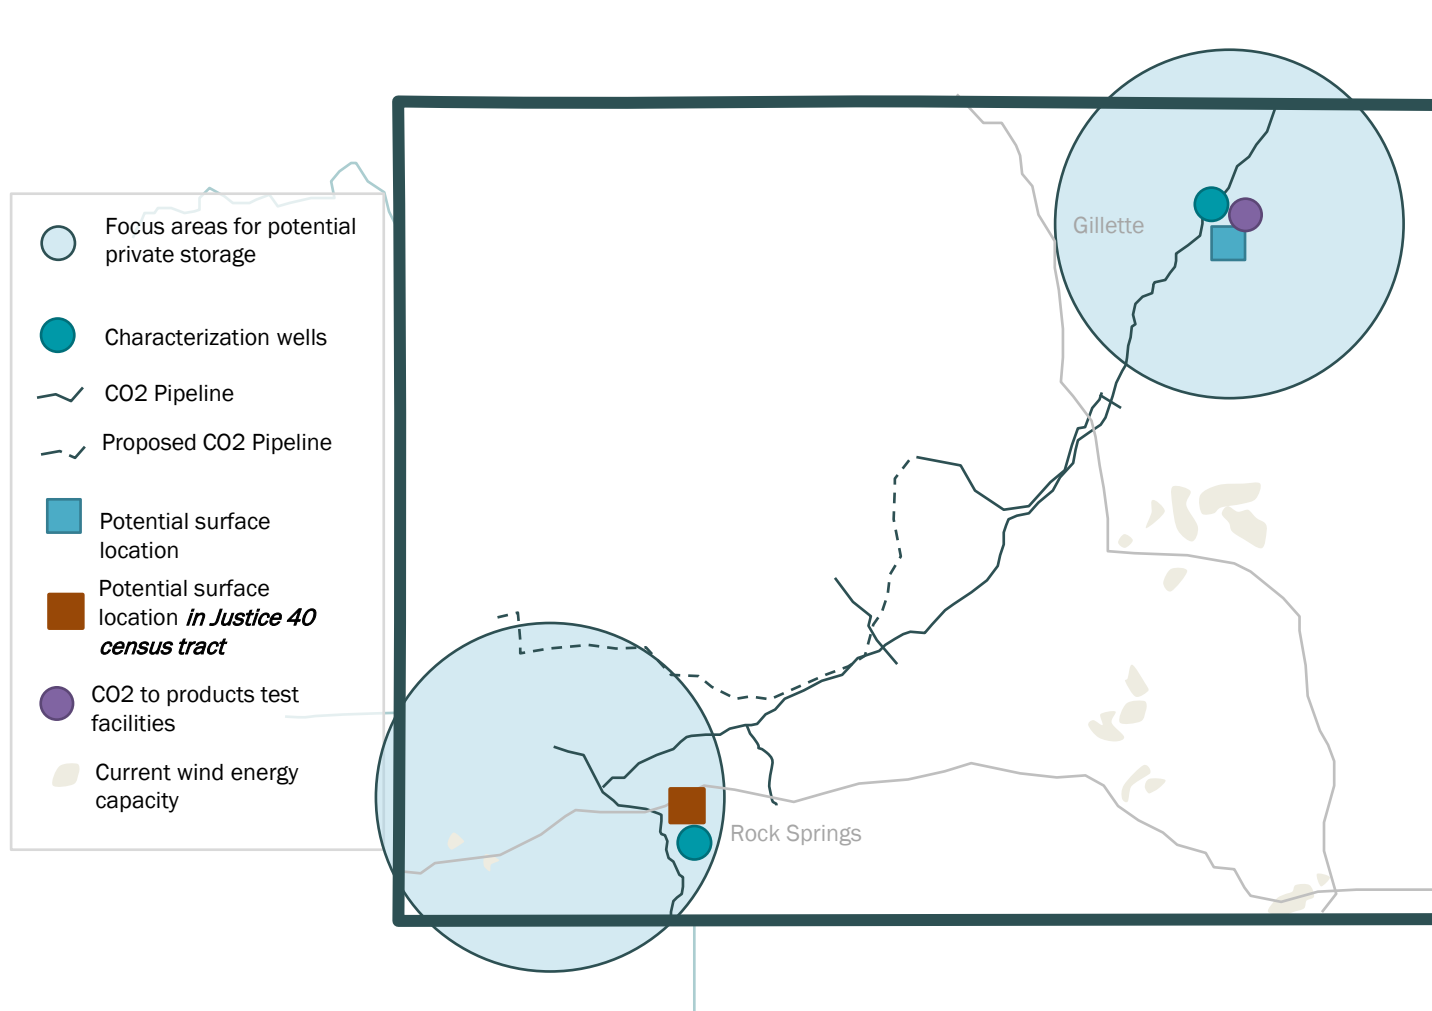 Focus areas for potential
private storage
Characterization wells
CO2 Pipeline
Proposed CO2 Pipeline
Potential surface
location
Potential surface
location in Justice 40
census tract
CO2 to products test
facilities
Current wind energy
capacity
Gillette
Rock Springs